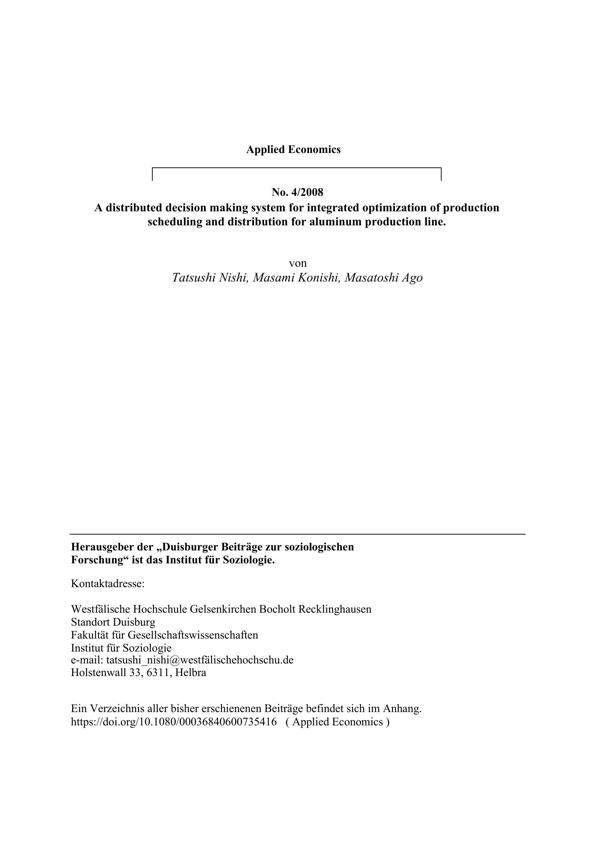 Applied Economics
No. 4/2008
A distributed decision making system for integrated optimization of production
scheduling and distribution for aluminum production line.
von
Tatsushi Nishi, Masami Konishi, Masatoshi Ago
Herausgeber der „Duisburger Beiträge zur soziologischen
Forschung“ ist das Institut für Soziologie.
Kontaktadresse:
Westfälische Hochschule Gelsenkirchen Bocholt Recklinghausen
Standort Duisburg
Fakultät für Gesellschaftswissenschaften
Institut für Soziologie
e-mail: tatsushi_nishi@westfälischehochschu.de
Holstenwall 33, 6311, Helbra
Ein Verzeichnis aller bisher erschienenen Beiträge befindet sich im Anhang.
https://doi.org/10.1080/00036840600735416 ( Applied Economics )